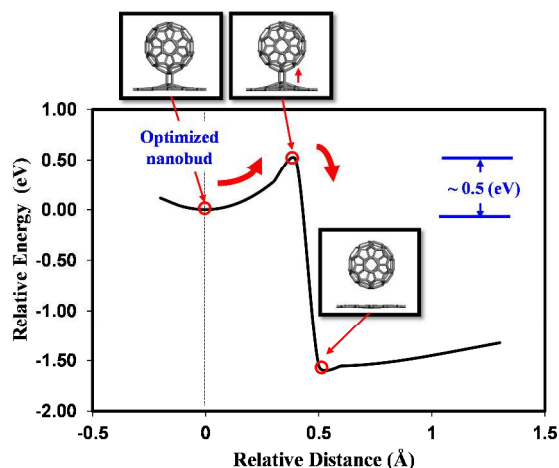 1.00
0.50
0.00
-0.50
-1.00
-1.50
-2.00
Relative Energy (eV)
Optimized
nanobud
~ 0.5 (eV)
-0.5
0
0.5
1
1.5
Relative Distance (Å)